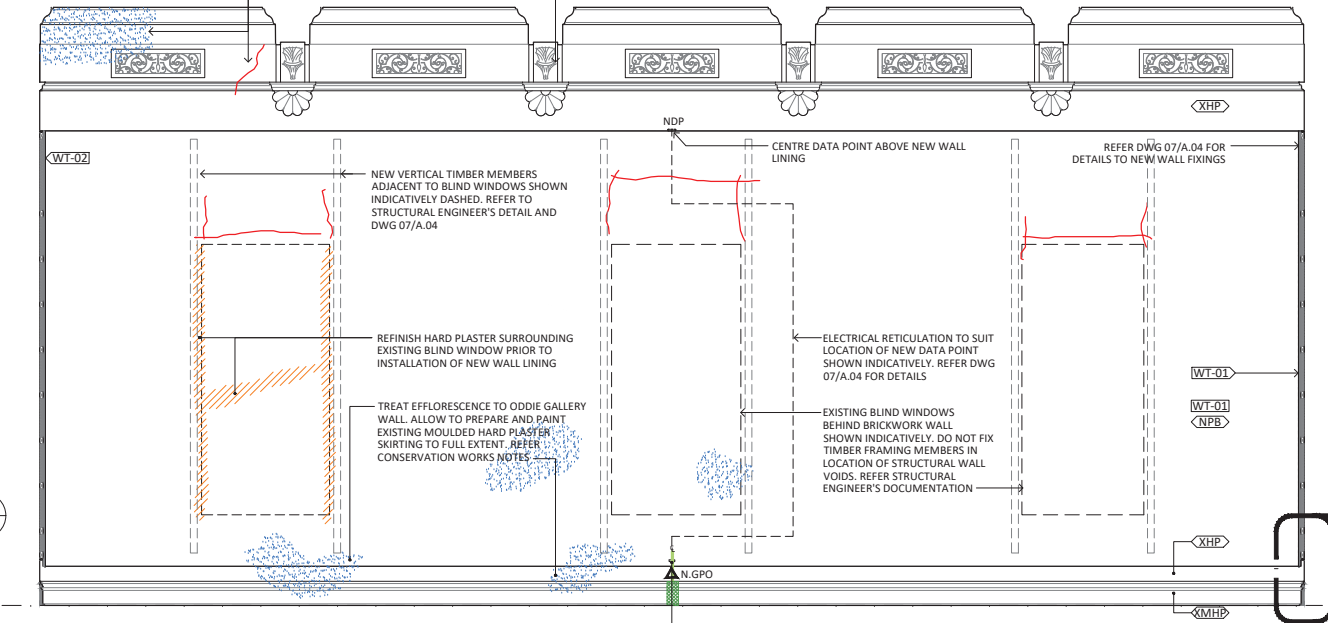 XHP
NDP
WT-02
CENTRE DATA POINT ABOVE NEW WALL
LINING
REFER DWG 07/A.04 FOR
DETAILS TO NEW WALL FIXINGS
NEW VERTICAL TIMBER MEMBERS
ADJACENT TO BLIND WINDOWS SHOWN
INDICATIVELY DASHED. REFER TO
STRUCTURAL ENGINEER'S DETAIL AND
DWG 07/A.04
REFINISH HARD PLASTER SURROUNDING
EXISTING BLIND WINDOW PRIOR TO
INSTALLATION OF NEW WALL LINING
ELECTRICAL RETICULATION TO SUIT
LOCATION OF NEW DATA POINT
SHOWN INDICATIVELY. REFER DWG
07/A.04 FOR DETAILS
WT-01
TREAT EFFLORESCENCE TO ODDIE GALLERY
WALL. ALLOW TO PREPARE AND PAINT
EXISTING MOULDED HARD PLASTER
SKIRTING TO FULL EXTENT. REFER
CONSERVATION WORKS NOTES
EXISTING BLIND WINDOWS
BEHIND BRICKWORK WALL
SHOWN INDICATIVELY. DO NOT FIX
TIMBER FRAMING MEMBERS IN
LOCATION OF STRUCTURAL WALL
VOIDS. REFER STRUCTURAL
ENGINEER'S DOCUMENTATION
WT-01
NPB
XHP
N.GPO
XMHP